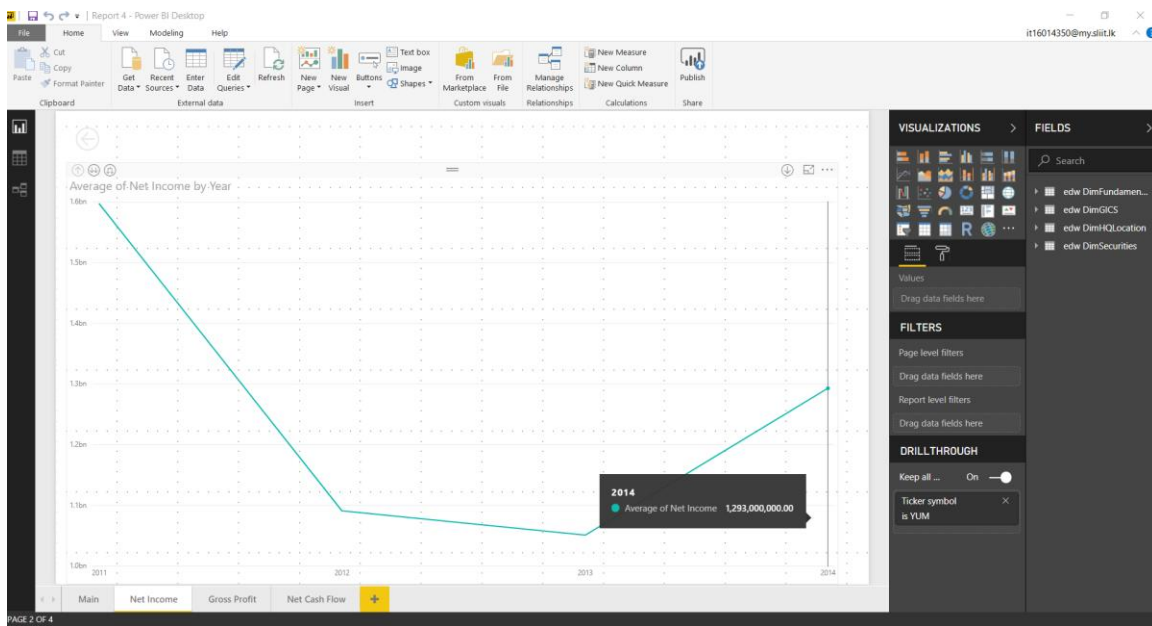 Report 4 - Power BI Desktop
File Home View Modeling Help it16014350@my.sliit.lk
Paste
Cut
Copy
Format Painter
Clipboard
Get Data
Recent Sources
Enter Data
Edit Queries
Refresh
External data
New Page
New Visual
Buttons
Text box
Image
Shapes
Insert
From Marketplace
From File
Custom visuals
Manage Relationships
Relationships
New Measure
New Column
New Quick Measure
Calculations
Publish
Share
Average of Net Income by Year
1.6bn
1.5bn
1.4bn
1.3bn
1.2bn
1.1bn
1.0bn
2011 2012 2013 2014
2014
Average of Net Income 1,293,000,000.00
VISUALIZATIONS
R
Values
Drag data fields here
FILTERS
Page level filters
Drag data fields here
Report level filters
Drag data fields here
DRILLTHROUGH
Keep all ... On
Ticker symbol
is YUM
FIELDS
Search
edw DimFundamen...
edw DimGICS
edw DimHQLocation
edw DimSecurities
Main Net Income Gross Profit Net Cash Flow
PAGE 2 OF 4